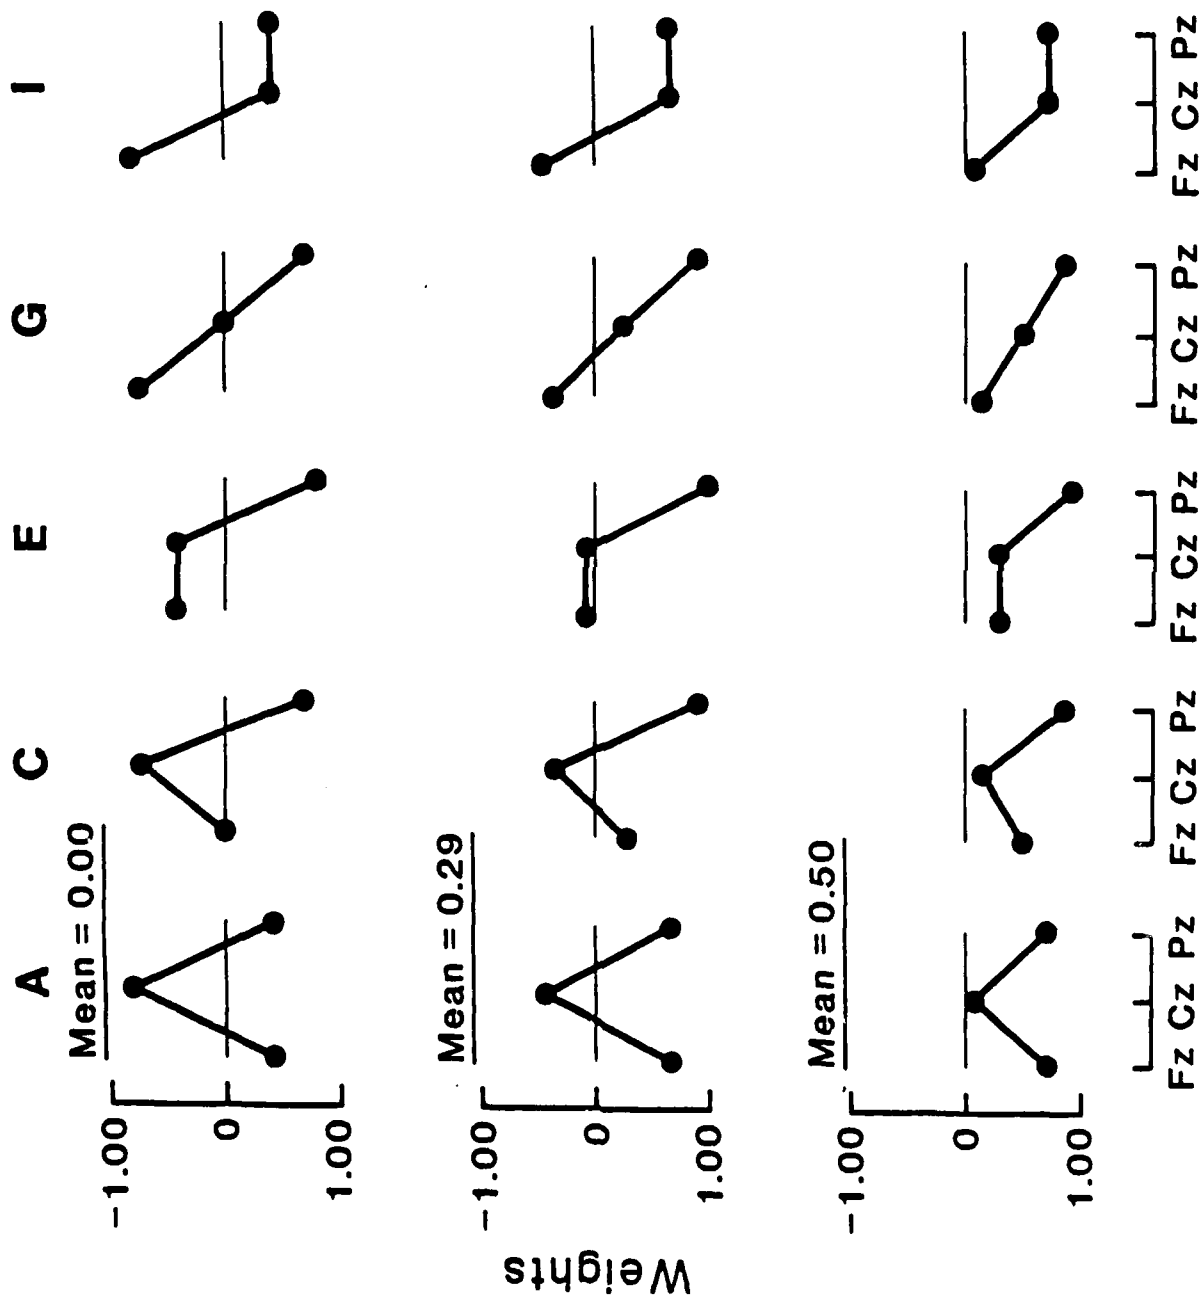 A C E G I
Mean = 0.00
-1.00
0
1.00
Mean = 0.29
-1.00
0
1.00
Mean = 0.50
-1.00
0
1.00
Weights
Fz Cz Pz Fz Cz Pz Fz Cz Pz Fz Cz Pz Fz Cz Pz